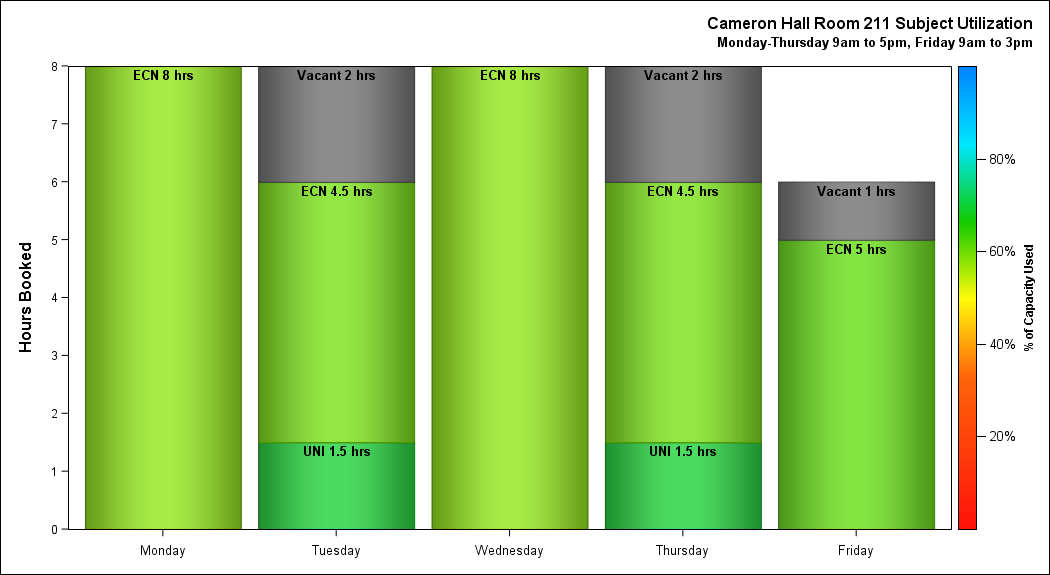 Cameron Hall Room 211 Subject Utilization
Monday-Thursday 9am to 5pm, Friday 9am to 3pm
Hours Booked
8
7
6
5
4
3
2
1
0
ECN 8 hrs
Vacant 2 hrs
ECN 4.5 hrs
UNI 1.5 hrs
ECN 8 hrs
Vacant 2 hrs
ECN 4.5 hrs
UNI 1.5 hrs
Vacant 1 hrs
ECN 5 hrs
Monday
Tuesday
Wednesday
Thursday
Friday
80%
60%
40%
20%
% of Capacity Used